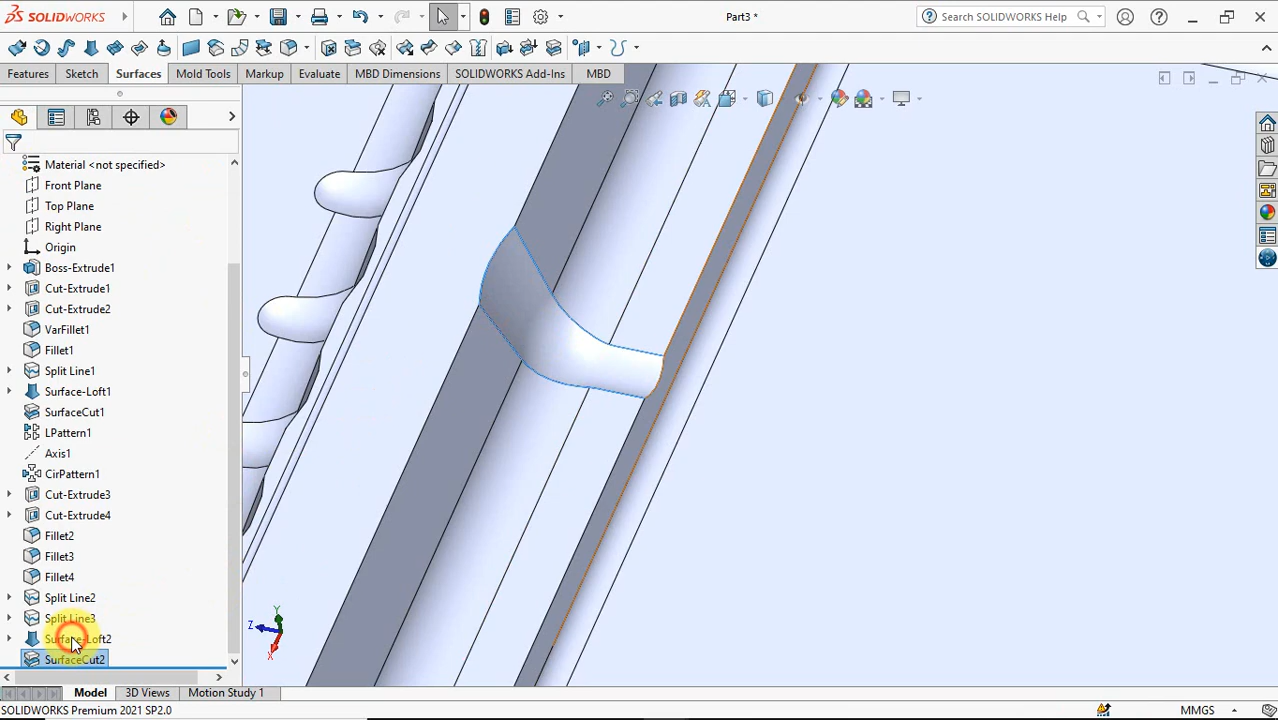 SOLIDWORKS
Part3 *
Search SOLIDWORKS Help
Features
Sketch
Surfaces
Mold Tools
Markup
Evaluate
MBD Dimensions
SOLIDWORKS Add-Ins
MBD
Material <not specified>
Front Plane
Top Plane
Right Plane
Origin
Boss-Extrude1
Cut-Extrude1
Cut-Extrude2
VarFillet1
Fillet1
Split Line1
Surface-Loft1
SurfaceCut1
LPattern1
Axis1
CirPattern1
Cut-Extrude3
Cut-Extrude4
Fillet2
Fillet3
Fillet4
Split Line2
Split Line3
Surface-Loft2
SurfaceCut2
Y
Z
X
Model
3D Views
Motion Study 1
SOLIDWORKS Premium 2021 SP2.0
MMGS